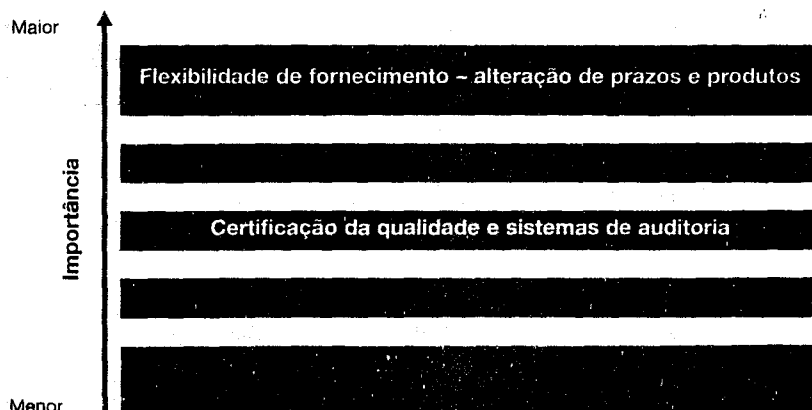 Maior
Flexibilidade de fornecimento – alteração de prazos e produtos
Importância
Certificação da qualidade e sistemas de auditoria
Menor